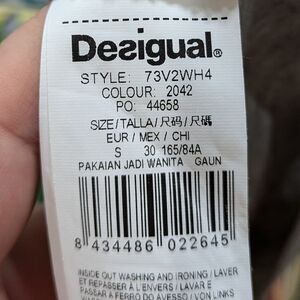 Desigual®
STYLE: 73V2WH4
COLOUR: 2042
PO: 44658
SIZE/TALLA/尺码/尺碼
EUR / MEX / CHI
S 30 165/84A
PAKAIAN JADI WANITA GAUN
8 434486 022645
INSIDE OUT WASHING AND IRONING / LAVER
ET REPASSER À L'ENVERS / LAVAR E
PASSAR A FERRO DO AVESSO / VON LINKS